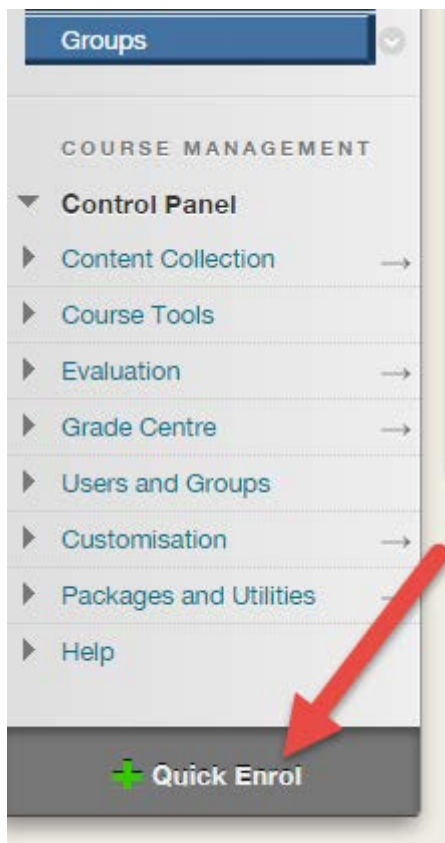 Groups
COURSE MANAGEMENT
Control Panel
Content Collection
Course Tools
Evaluation
Grade Centre
Users and Groups
Customisation
Packages and Utilities
Help
Quick Enrol